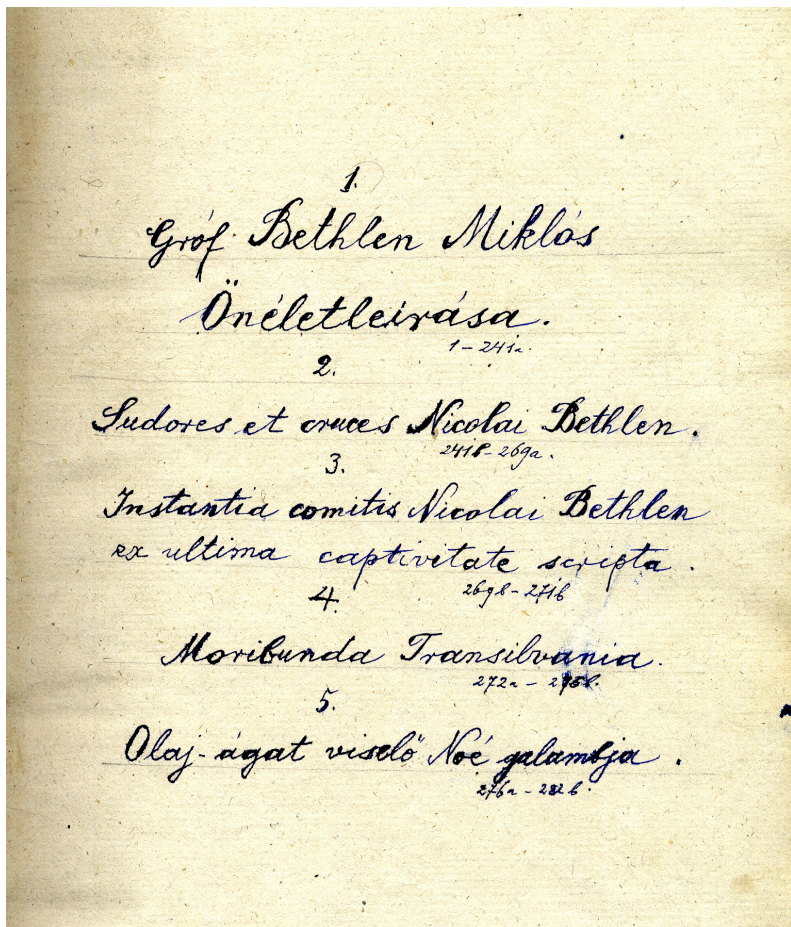 1.
Gróf Bethlen Miklós
Önéletleirása.
1 – 241a.
2.
Sudores et cruces Nicolai Bethlen.
241b – 269a.
3.
Instantia comitis Nicolai Bethlen
ex ultima captivitate scripta.
269b – 271b
4.
Moribunda Transilvania.
272a – 275b.
5.
Olaj-ágat viselő Noé galambja.
276a – 282b.